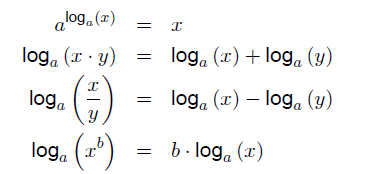 a^{log_a(x)} = x
log_a (x · y) = log_a (x) + log_a (y)
log_a (x/y) = log_a (x) − log_a (y)
log_a (x^b) = b · log_a (x)